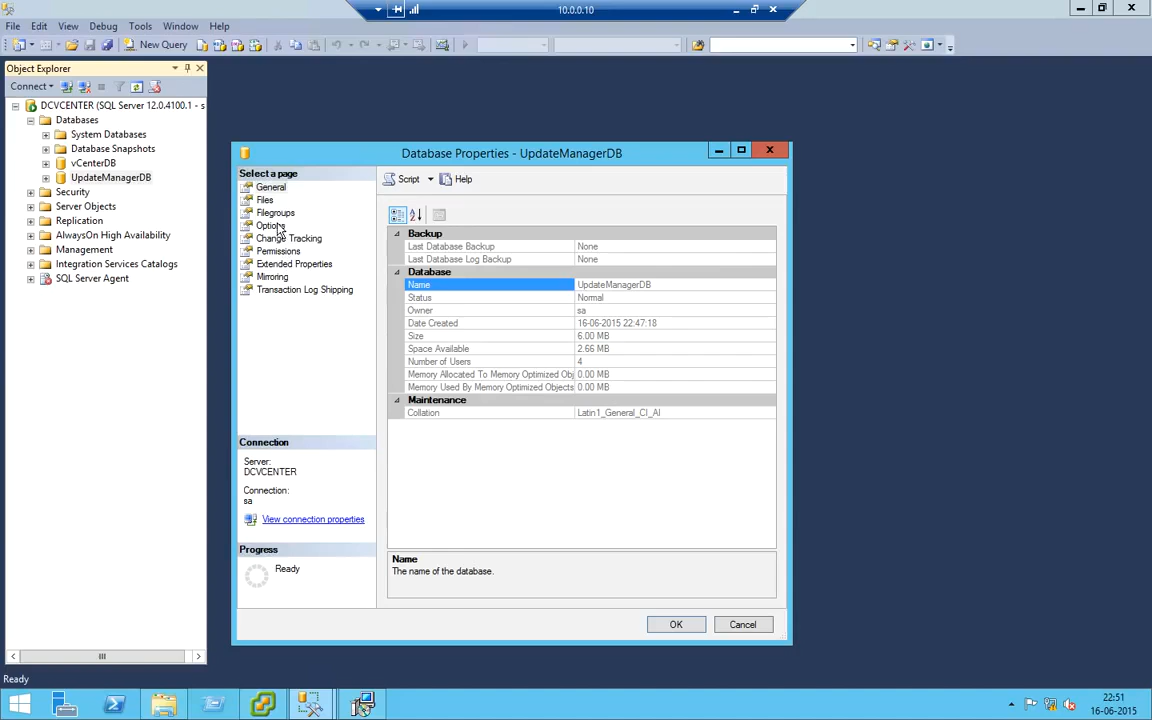 10.0.0.10
File Edit View Debug Tools Window Help
New Query
Object Explorer
Connect
DCVCENTER (SQL Server 12.0.4100.1 - s
Databases
System Databases
Database Snapshots
vCenterDB
UpdateManagerDB
Security
Server Objects
Replication
AlwaysOn High Availability
Management
Integration Services Catalogs
SQL Server Agent
Database Properties - UpdateManagerDB
Select a page
General
Files
Filegroups
Options
Change Tracking
Permissions
Extended Properties
Mirroring
Transaction Log Shipping
Connection
Server:
DCVCENTER
Connection:
sa
View connection properties
Progress
Ready
Script Help
Backup
Last Database Backup None
Last Database Log Backup None
Database
Name UpdateManagerDB
Status Normal
Owner sa
Date Created 16-06-2015 22:47:18
Size 6.00 MB
Space Available 2.66 MB
Number of Users 4
Memory Allocated To Memory Optimized Obj 0.00 MB
Memory Used By Memory Optimized Objects 0.00 MB
Maintenance
Collation Latin1_General_CI_AI
Name
The name of the database.
OK Cancel
Ready
22:51
16-06-2015